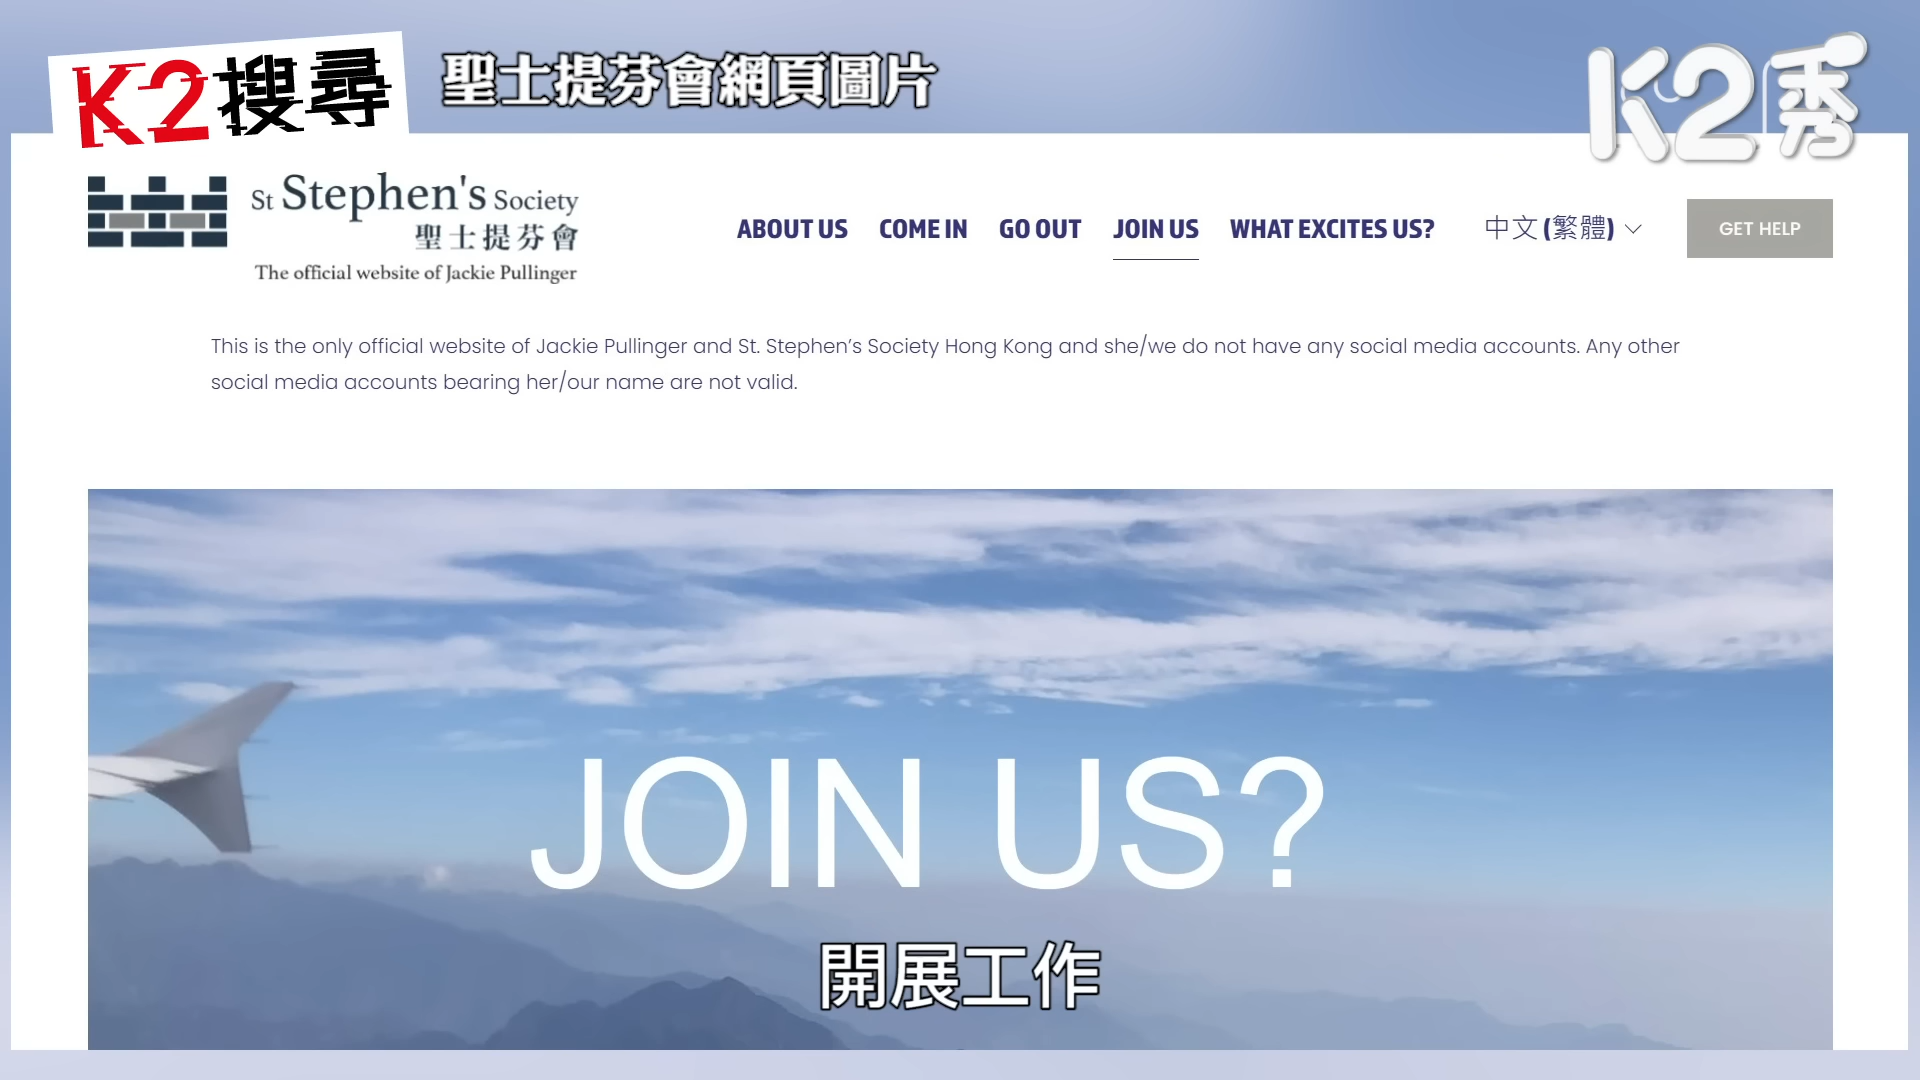 K2搜尋
聖士提芬會網頁圖片
K2秀
St Stephen's Society
聖士提芬會
The official website of Jackie Pullinger
ABOUT US COME IN GO OUT JOIN US WHAT EXCITES US? 中文 (繁體) GET HELP
This is the only official website of Jackie Pullinger and St. Stephen’s Society Hong Kong and she/we do not have any social media accounts. Any other
social media accounts bearing her/our name are not valid.
JOIN US?
開展工作